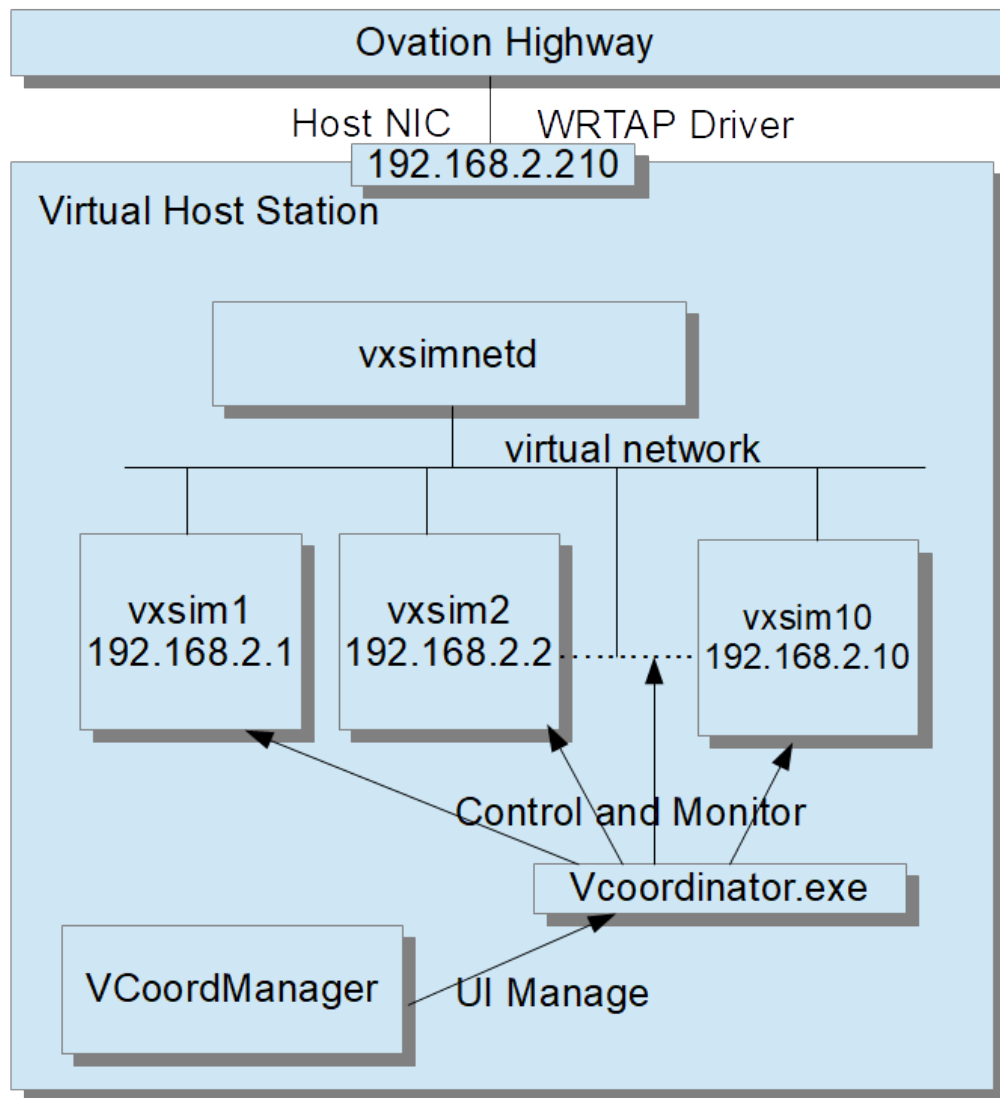 Ovation Highway
Host NIC
WRTAP Driver
192.168.2.210
Virtual Host Station
vxsimnetd
virtual network
vxsim1
192.168.2.1
vxsim2
192.168.2.2
vxsim10
192.168.2.10
Control and Monitor
Vcoordinator.exe
VCoordManager
UI Manage